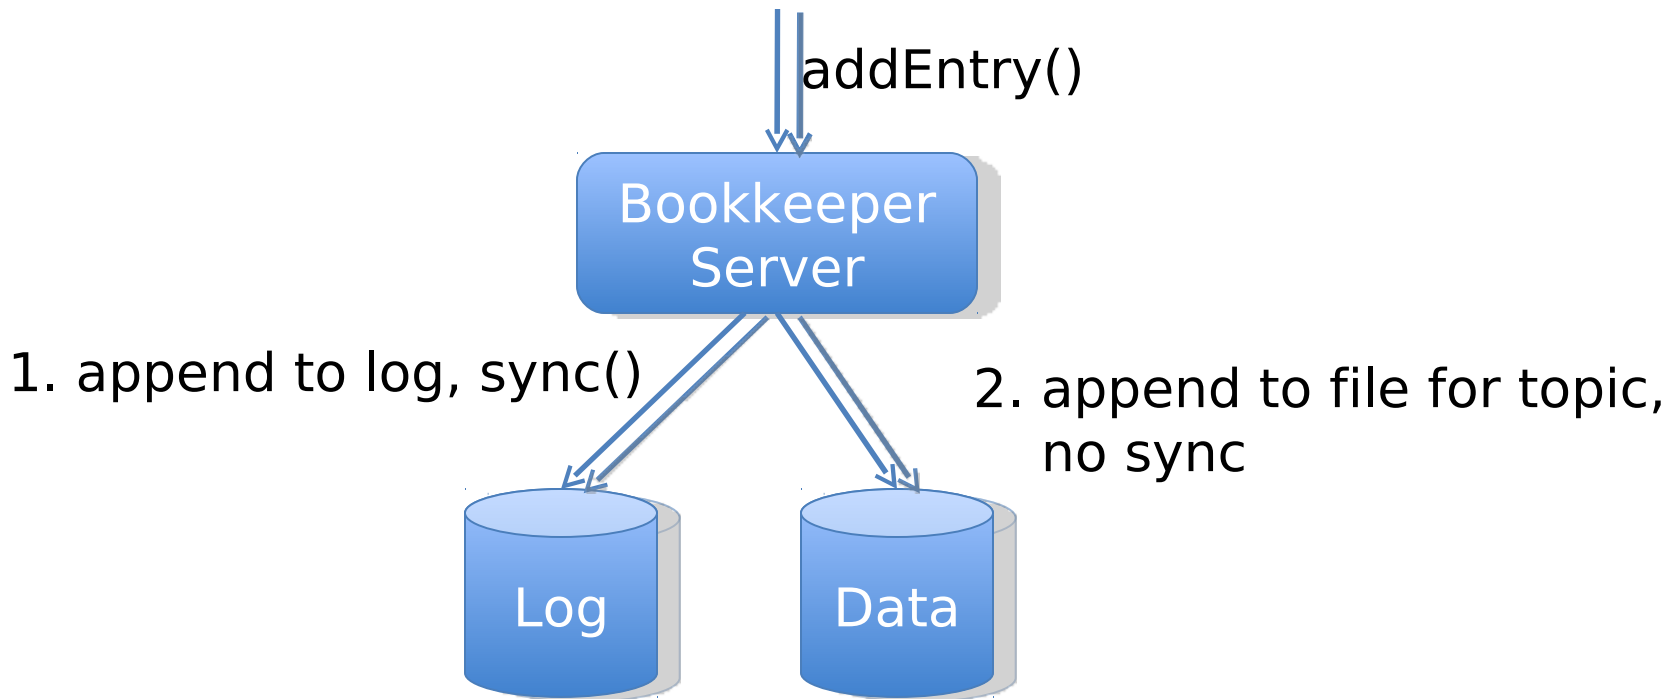 addEntry()
Bookkeeper
Server
1. append to log, sync()
2. append to file for topic,
no sync
Log
Data